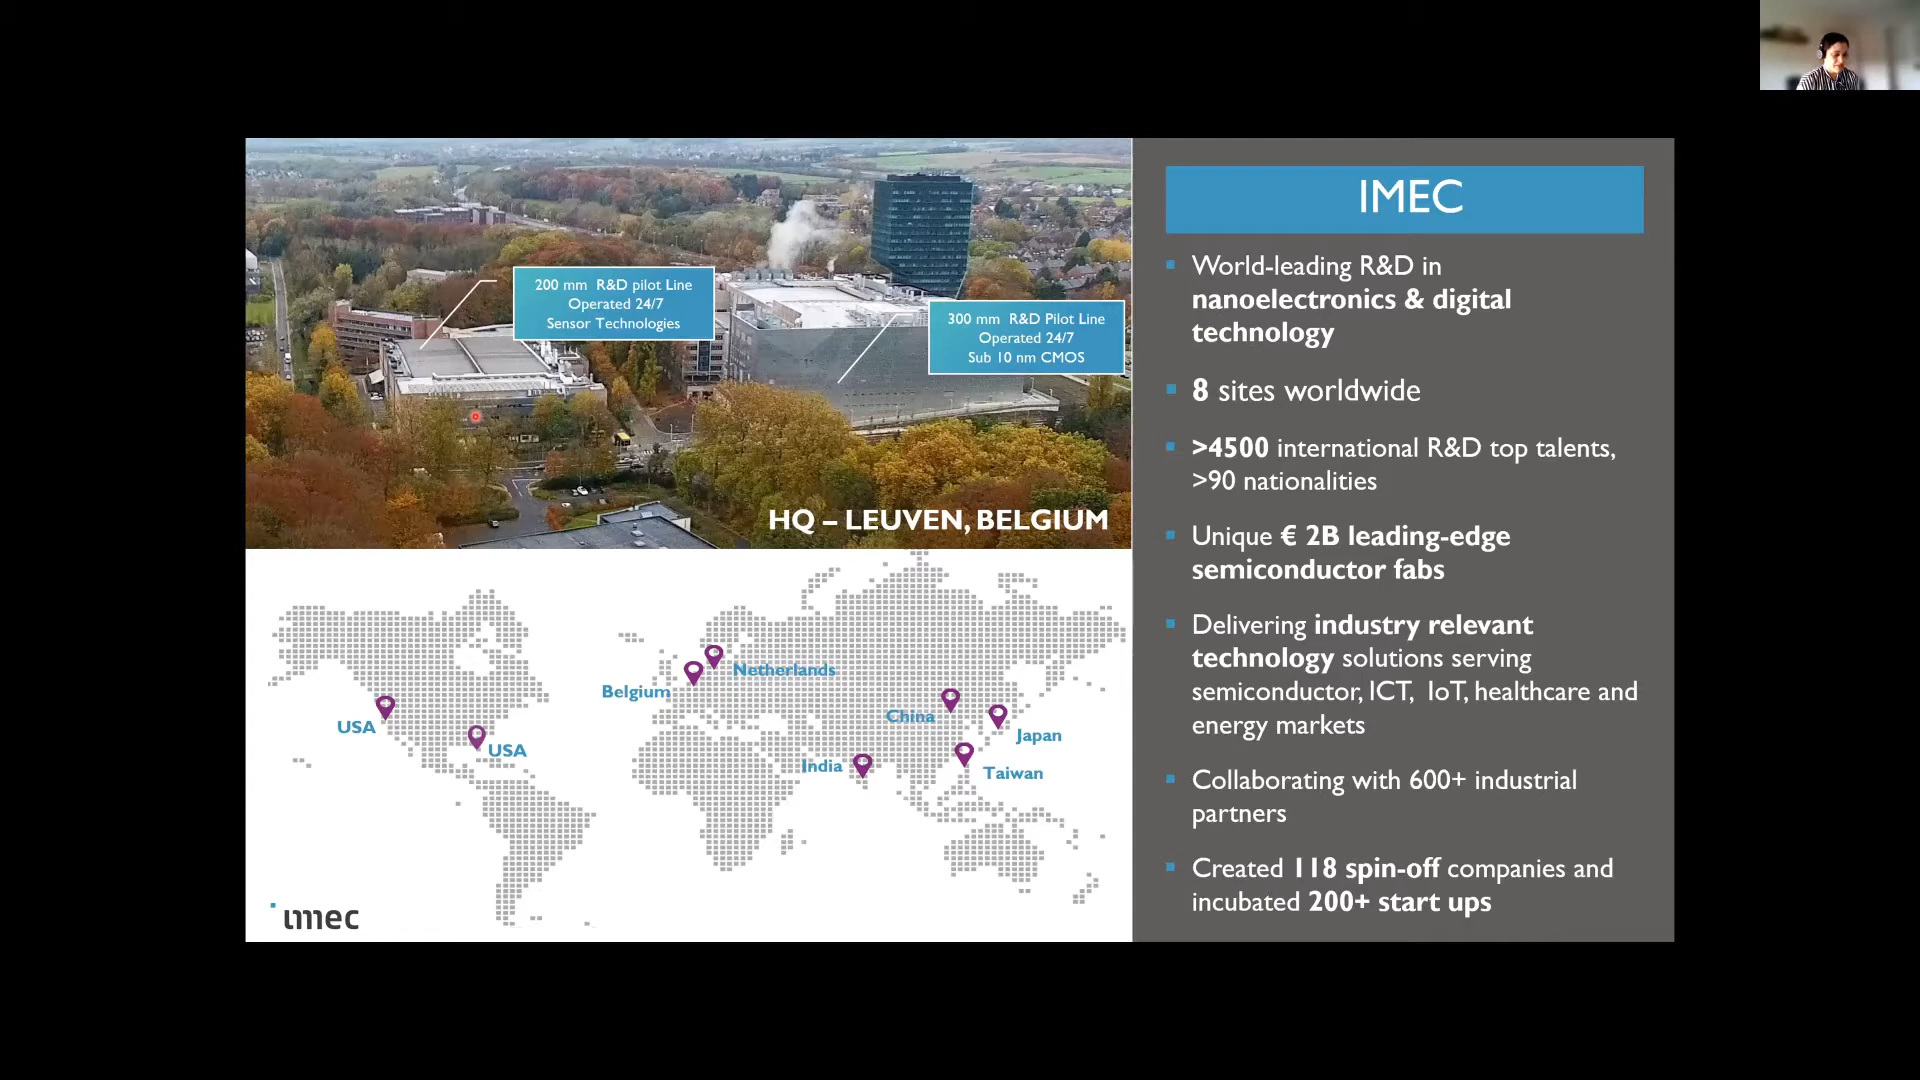 200 mm R&D pilot Line
Operated 24/7
Sensor Technologies
300 mm R&D Pilot Line
Operated 24/7
Sub 10 nm CMOS
HQ – LEUVEN, BELGIUM
Netherlands
Belgium
USA
USA
China
Japan
India
Taiwan
imec
IMEC
World-leading R&D in
nanoelectronics & digital
technology
8 sites worldwide
>4500 international R&D top talents,
>90 nationalities
Unique € 2B leading-edge
semiconductor fabs
Delivering industry relevant
technology solutions serving
semiconductor, ICT, IoT, healthcare and
energy markets
Collaborating with 600+ industrial
partners
Created 118 spin-off companies and
incubated 200+ start ups